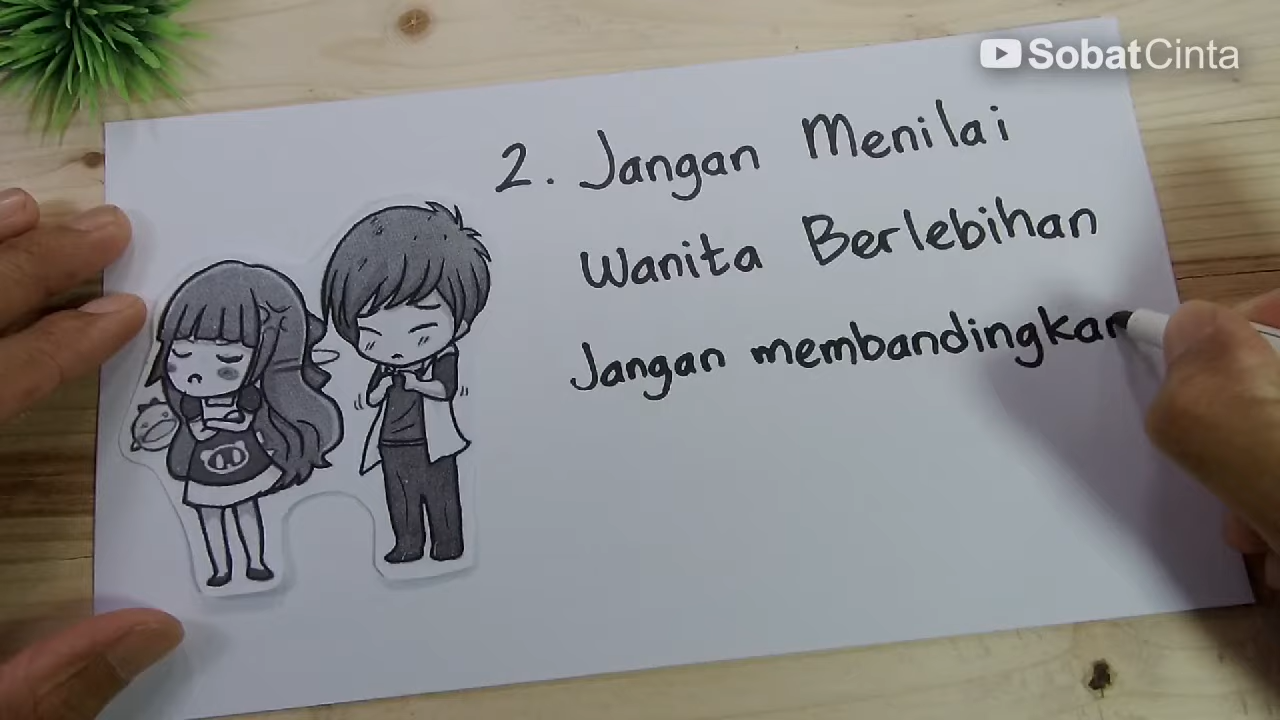 SobatCinta
2. Jangan Menilai
Wanita Berlebihan
Jangan membandingkan